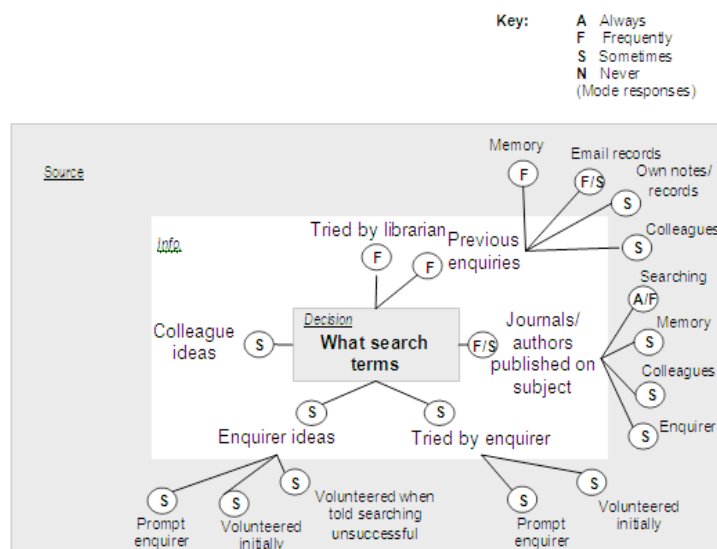 Key: A Always
F Frequently
S Sometimes
N Never
(Mode responses)
Source
Memory
F
Email records
F/S
Own notes/
records
S
Colleagues
S
Info.
Tried by librarian
F
Previous
enquiries
F
Searching
A/F
Memory
S
Colleagues
S
Enquirer
S
Colleague
ideas
S
Decision
What search
terms
F/S
Journals/
authors
published on
subject
S
Enquirer ideas
S
Tried by enquirer
S
Prompt
enquirer
S
Volunteered
initially
S
Volunteered when
told searching
unsuccessful
S
Prompt
enquirer
S
Volunteered
initially